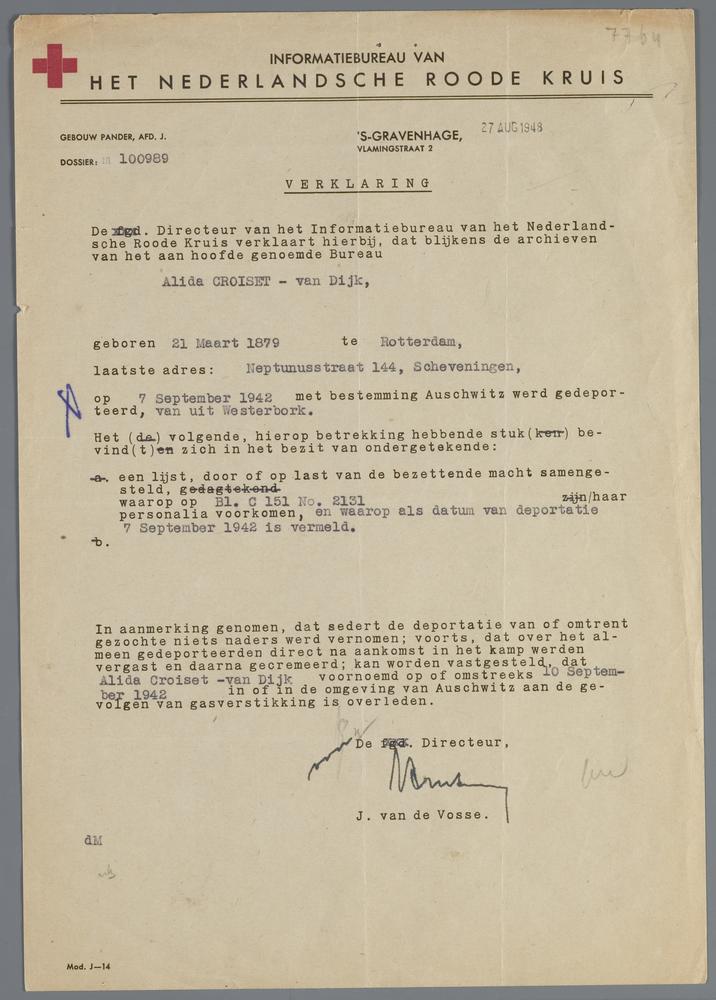 77 64
INFORMATIEBUREAU VAN
HET NEDERLANDSCHE ROODE KRUIS
GEBOUW PANDER, AFD. J.
'S-GRAVENHAGE, 27 AUG 1948
VLAMINGSTRAAT 2
DOSSIER: 100989
VERKLARING
De fgd. Directeur van het Informatiebureau van het Nederland-
sche Roode Kruis verklaart hierbij, dat blijkens de archieven
van het aan hoofde genoemde Bureau
Alida CROISET - van Dijk,
geboren 21 Maart 1879 te Rotterdam,
laatste adres: Neptunusstraat 144, Scheveningen,
op 7 September 1942 met bestemming Auschwitz werd gedepor-
teerd, van uit Westerbork.
Het (de) volgende, hierop betrekking hebbende stuk(ken) be-
vind(t)en zich in het bezit van ondergetekende:
a. een lijst, door of op last van de bezettende macht samenge-
steld, gedagtekend
waarop op Bl. C 151 No. 2131 zijn/haar
personalia voorkomen, en waarop als datum van deportatie
7 September 1942 is vermeld.
b.
In aanmerking genomen, dat sedert de deportatie van of omtrent
gezochte niets naders werd vernomen; voorts, dat over het al-
meen gedeporteerden direct na aankomst in het kamp werden
vergast en daarna gecremeerd; kan worden vastgesteld, dat
Alida Croiset -van Dijk voornoemd op of omstreeks 10 Septem-
ber 1942 in of in de omgeving van Auschwitz aan de ge-
volgen van gasverstikking is overleden.
De fgd. Directeur,
J. van de Vosse.
dM
Mod. J—14